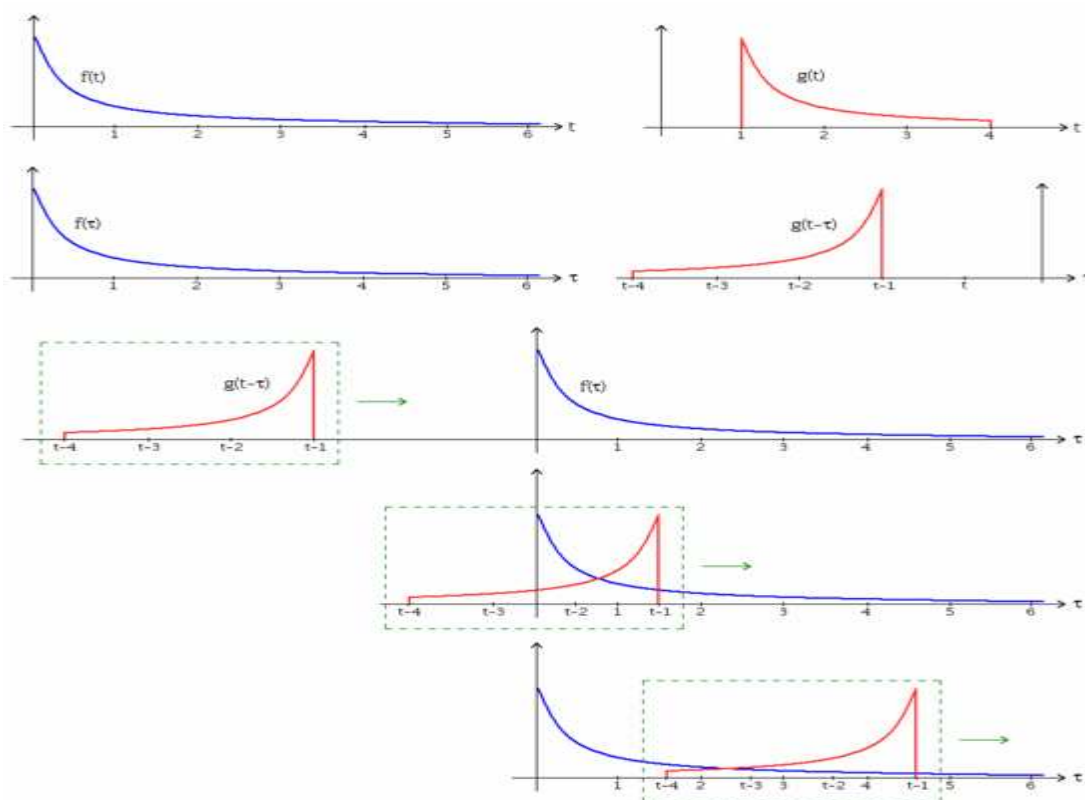 f(t)
g(t)
1 2 3 4 5 6 t
1 2 3 4 t
f(τ)
g(t-τ)
1 2 3 4 5 6 τ
t-4 t-3 t-2 t-1 t
g(t-τ)
f(τ)
t-4 t-3 t-2 t-1
1 2 3 4 5 6 τ
t-4 t-3 t-2 1 t-1 2 3 4 5 6 τ
1 t-4 2 t-3 3 t-2 4 t-1 5 6 τ